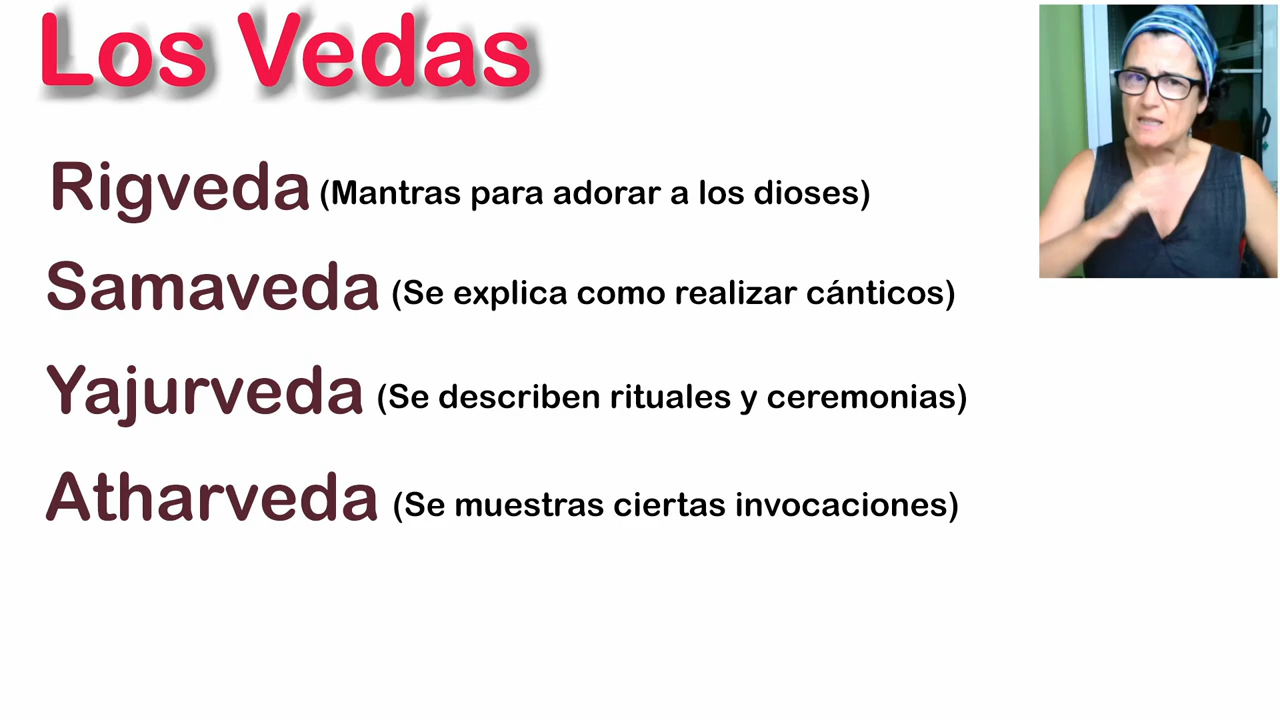 Los Vedas
Rigveda (Mantras para adorar a los dioses)
Samaveda (Se explica como realizar cánticos)
Yajurveda (Se describen rituales y ceremonias)
Atharveda (Se muestras ciertas invocaciones)